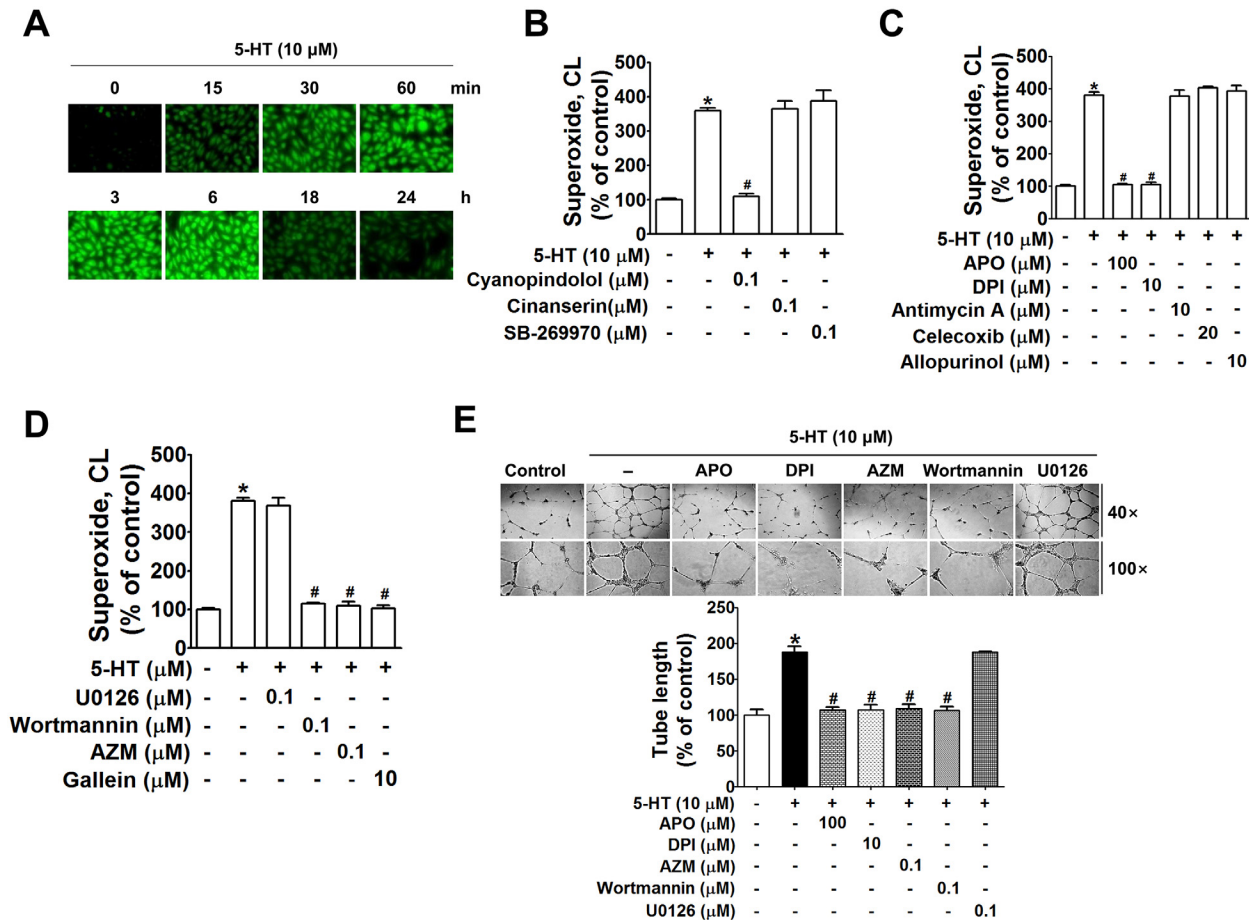 A
5-HT (10 µM)
0 15 30 60 min
3 6 18 24 h
B
Superoxide, CL
(% of control)
500
400
300
200
100
0
* #
5-HT (10 µM) - + + + +
Cyanopindolol(µM) - - 0.1 - -
Cinanserin(µM) - - - 0.1 -
SB-269970 (µM) - - - - 0.1
C
Superoxide, CL
(% of control)
500
400
300
200
100
0
* # #
5-HT (10 µM) - + + + + + +
APO (µM) - - 100 - - - -
DPI (µM) - - - 10 - - -
Antimycin A (µM) - - - - 10 - -
Celecoxib (µM) - - - - - 20 -
Allopurinol (µM) - - - - - - 10
D
Superoxide, CL
(% of control)
500
400
300
200
100
0
* # # #
5-HT (µM) - + + + + +
U0126 (µM) - - 0.1 - - -
Wortmannin (µM) - - - 0.1 - -
AZM (µM) - - - - 0.1 -
Gallein (µM) - - - - - 10
E
5-HT (10 µM)
Control – APO DPI AZM Wortmannin U0126
40×
100×
Tube length
(% of control)
250
200
150
100
50
0
* # # # #
5-HT (10 µM) - + + + + + +
APO (µM) - - 100 - - - -
DPI (µM) - - - 10 - - -
AZM (µM) - - - - 0.1 - -
Wortmannin (µM) - - - - - 0.1 -
U0126 (µM) - - - - - - 0.1